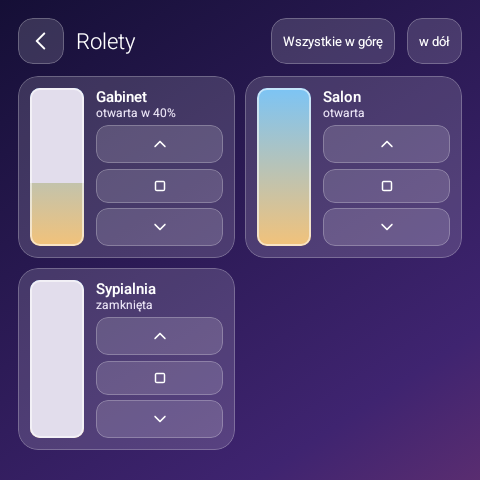 Rolety
Wszystkie w górę
w dół
Gabinet
otwarta w 40%
Salon
otwarta
Sypialnia
zamknięta